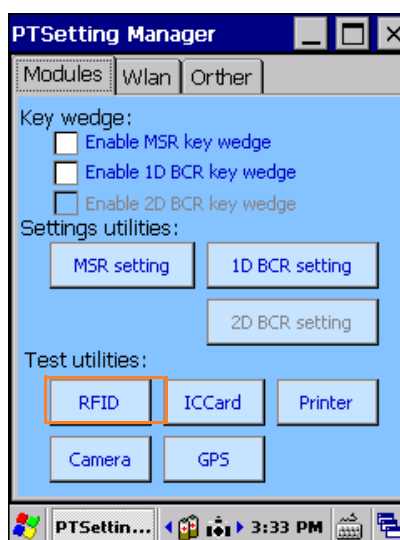 PTSetting Manager
Modules Wlan Orther
Key wedge:
Enable MSR key wedge
Enable 1D BCR key wedge
Enable 2D BCR key wedge
Settings utilities:
MSR setting 1D BCR setting
2D BCR setting
Test utilities:
RFID ICCard Printer
Camera GPS
PTSettin... 3:33 PM